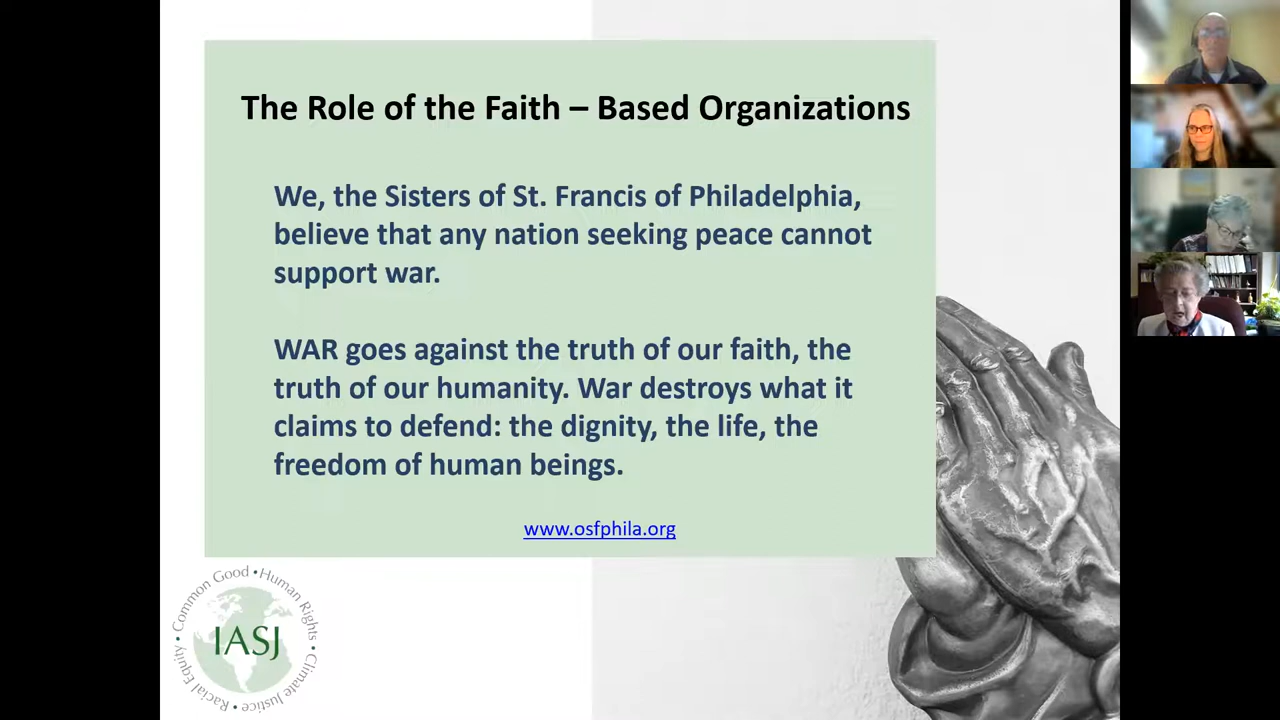 The Role of the Faith – Based Organizations
We, the Sisters of St. Francis of Philadelphia,
believe that any nation seeking peace cannot
support war.
WAR goes against the truth of our faith, the
truth of our humanity. War destroys what it
claims to defend: the dignity, the life, the
freedom of human beings.
www.osfphila.org
Common Good • Human Rights • Climate Justice • Racial Equity •
IASJ